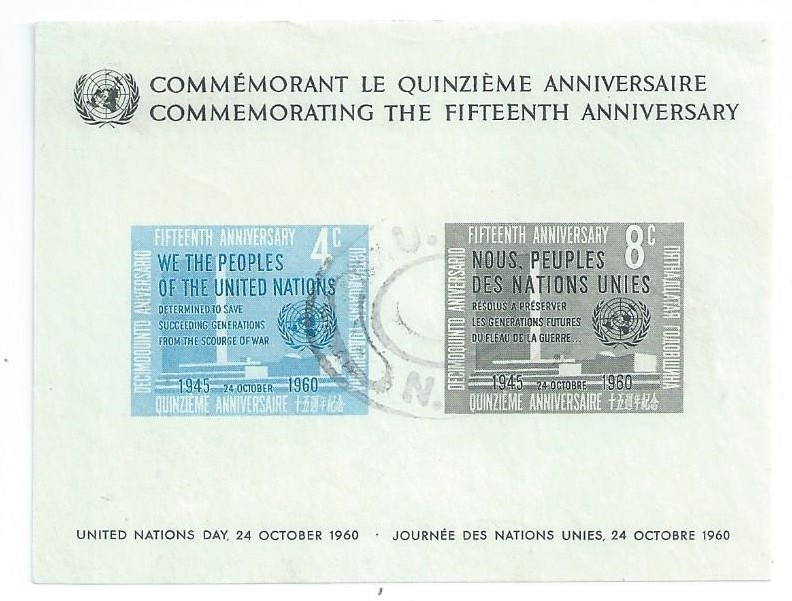 COMMÉMORANT LE QUINZIÈME ANNIVERSAIRE
COMMEMORATING THE FIFTEENTH ANNIVERSARY
FIFTEENTH ANNIVERSARY 4c
DECIMOQUINTO ANIVERSARIO
WE THE PEOPLES
OF THE UNITED NATIONS
DETERMINED TO SAVE
SUCCEEDING GENERATIONS
FROM THE SCOURGE OF WAR
1945 24 OCTOBER 1960
QUINZIÈME ANNIVERSAIRE 十五週年紀念
FIFTEENTH ANNIVERSARY 8c
DECIMOQUINTO ANIVERSARIO
NOUS, PEUPLES
DES NATIONS UNIES
RÉSOLUS À PRÉSERVER
LES GÉNÉRATIONS FUTURES
DU FLÉAU DE LA GUERRE...
ПЯТНАДЦАТАЯ ГОДОВЩИНА
1945 24 OCTOBRE 1960
QUINZIÈME ANNIVERSAIRE 十五週年紀念
U.
N.
UNITED NATIONS DAY, 24 OCTOBER 1960 · JOURNÉE DES NATIONS UNIES, 24 OCTOBRE 1960